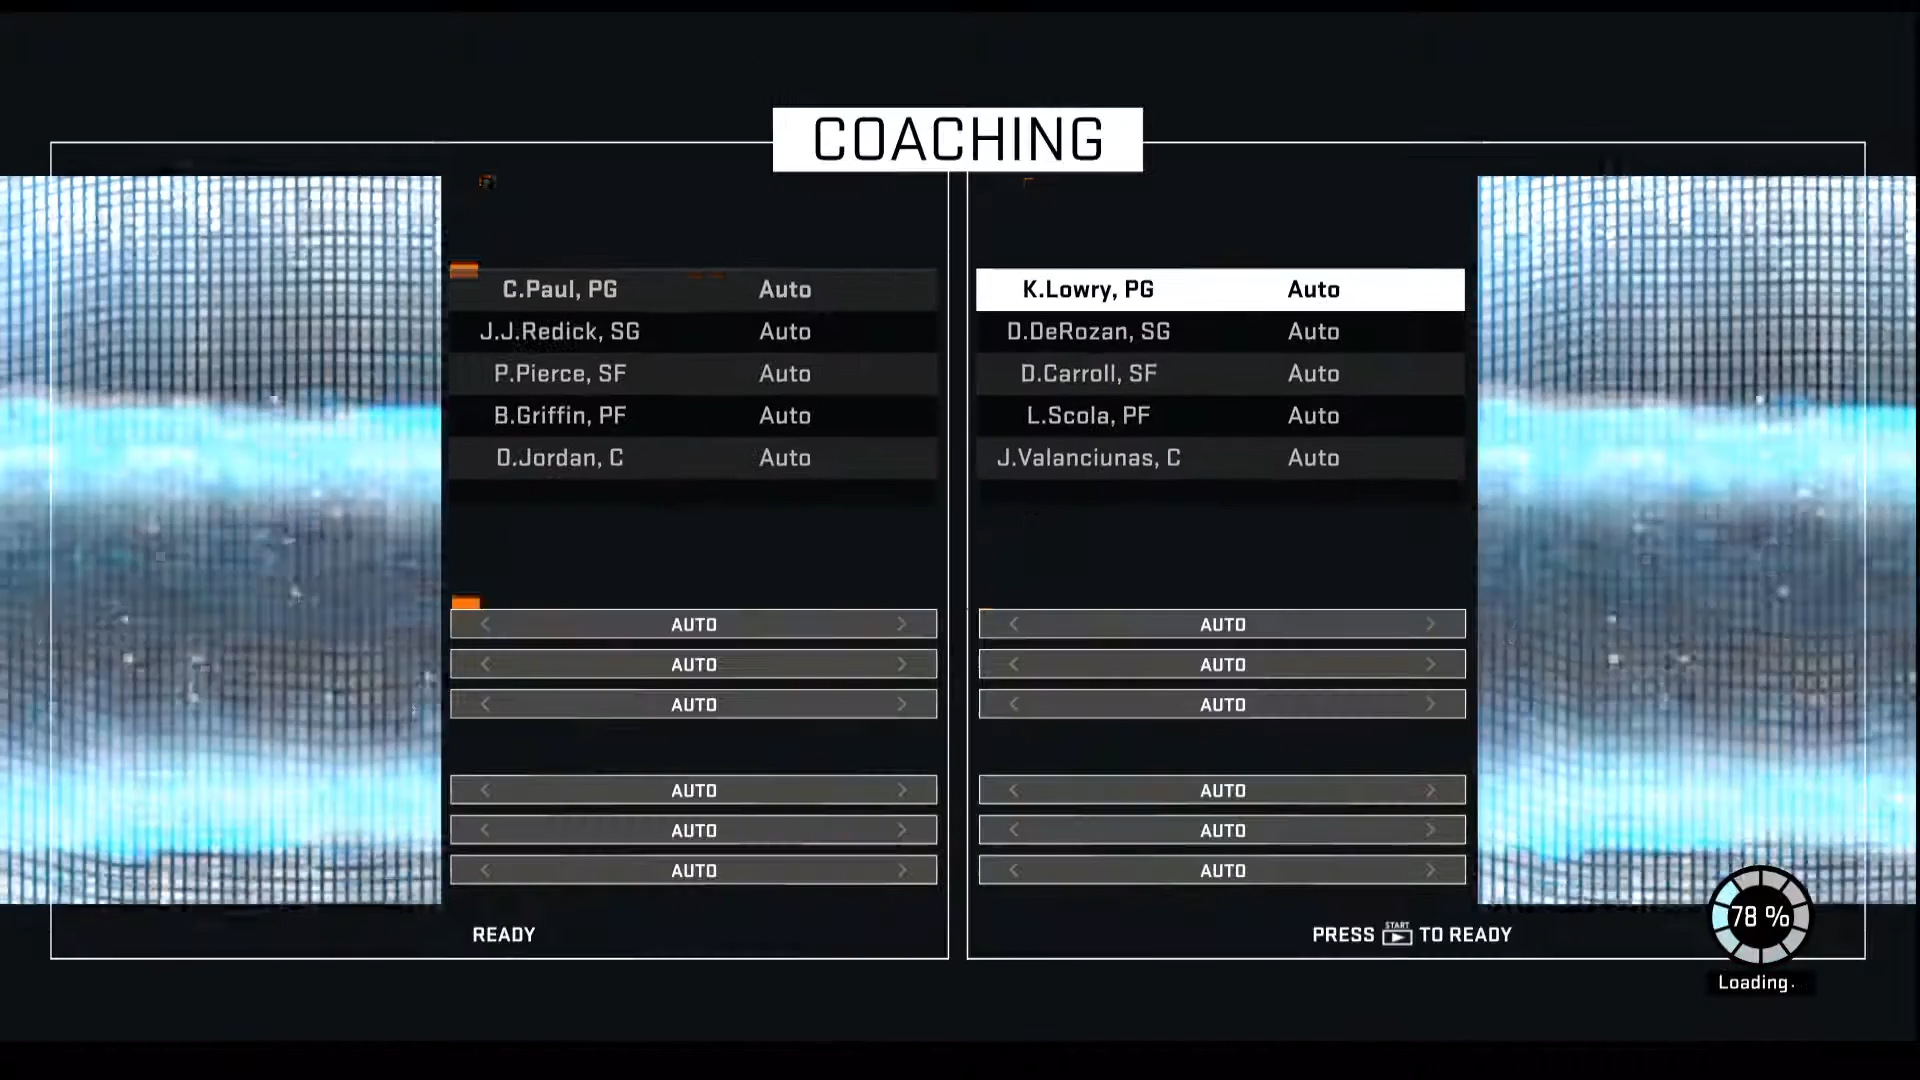 COACHING
C.Paul, PG Auto
J.J.Redick, SG Auto
P.Pierce, SF Auto
B.Griffin, PF Auto
D.Jordan, C Auto
AUTO
AUTO
AUTO
AUTO
AUTO
AUTO
READY
K.Lowry, PG Auto
D.DeRozan, SG Auto
D.Carroll, SF Auto
L.Scola, PF Auto
J.Valanciunas, C Auto
AUTO
AUTO
AUTO
AUTO
AUTO
AUTO
PRESS START TO READY
78 %
Loading.